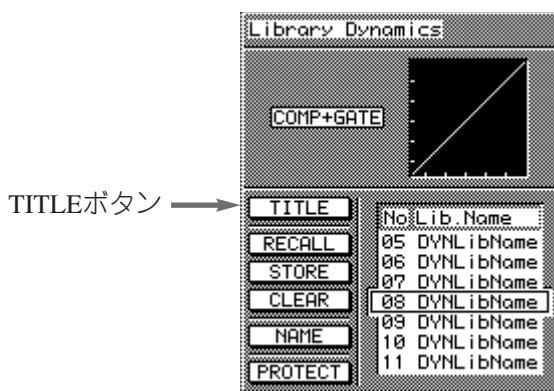 Library Dynamics
COMP+GATE
TITLEボタン
TITLE
RECALL
STORE
CLEAR
NAME
PROTECT
No Lib.Name
05 DYNLibName
06 DYNLibName
07 DYNLibName
08 DYNLibName
09 DYNLibName
10 DYNLibName
11 DYNLibName